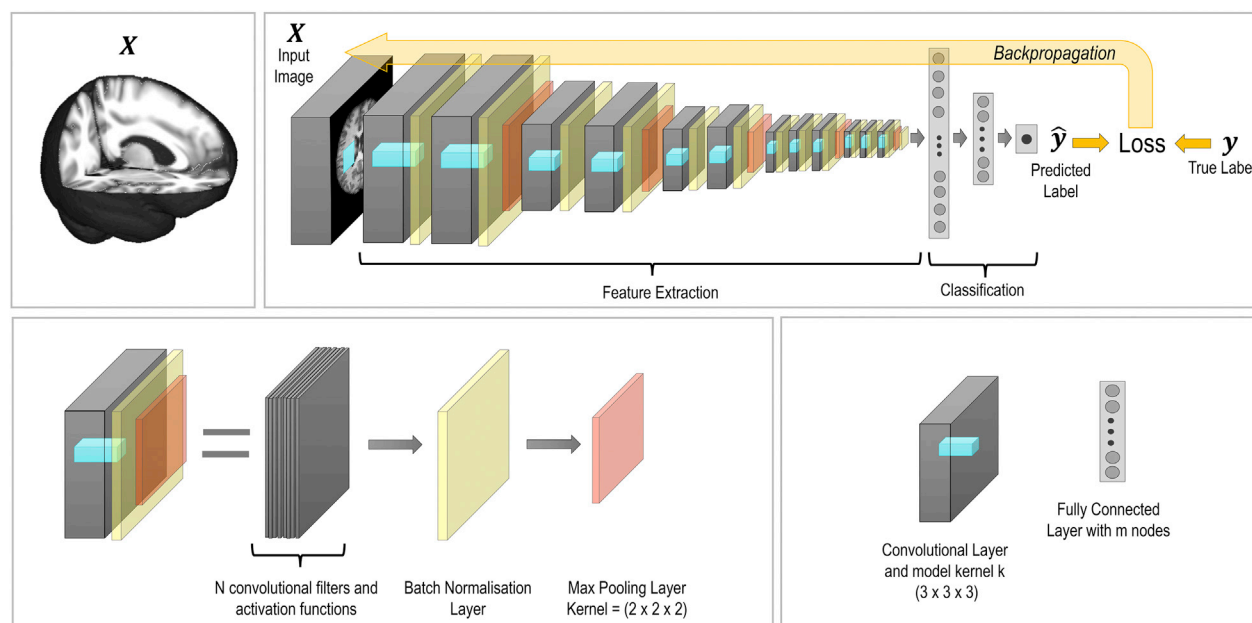 X
X
Input
Image
Backpropagation
ŷ
Predicted
Label
Loss
y
True Label
Feature Extraction
Classification
N convolutional filters and
activation functions
Batch Normalisation
Layer
Max Pooling Layer
Kernel = (2 x 2 x 2)
Convolutional Layer
and model kernel k
(3 x 3 x 3)
Fully Connected
Layer with m nodes